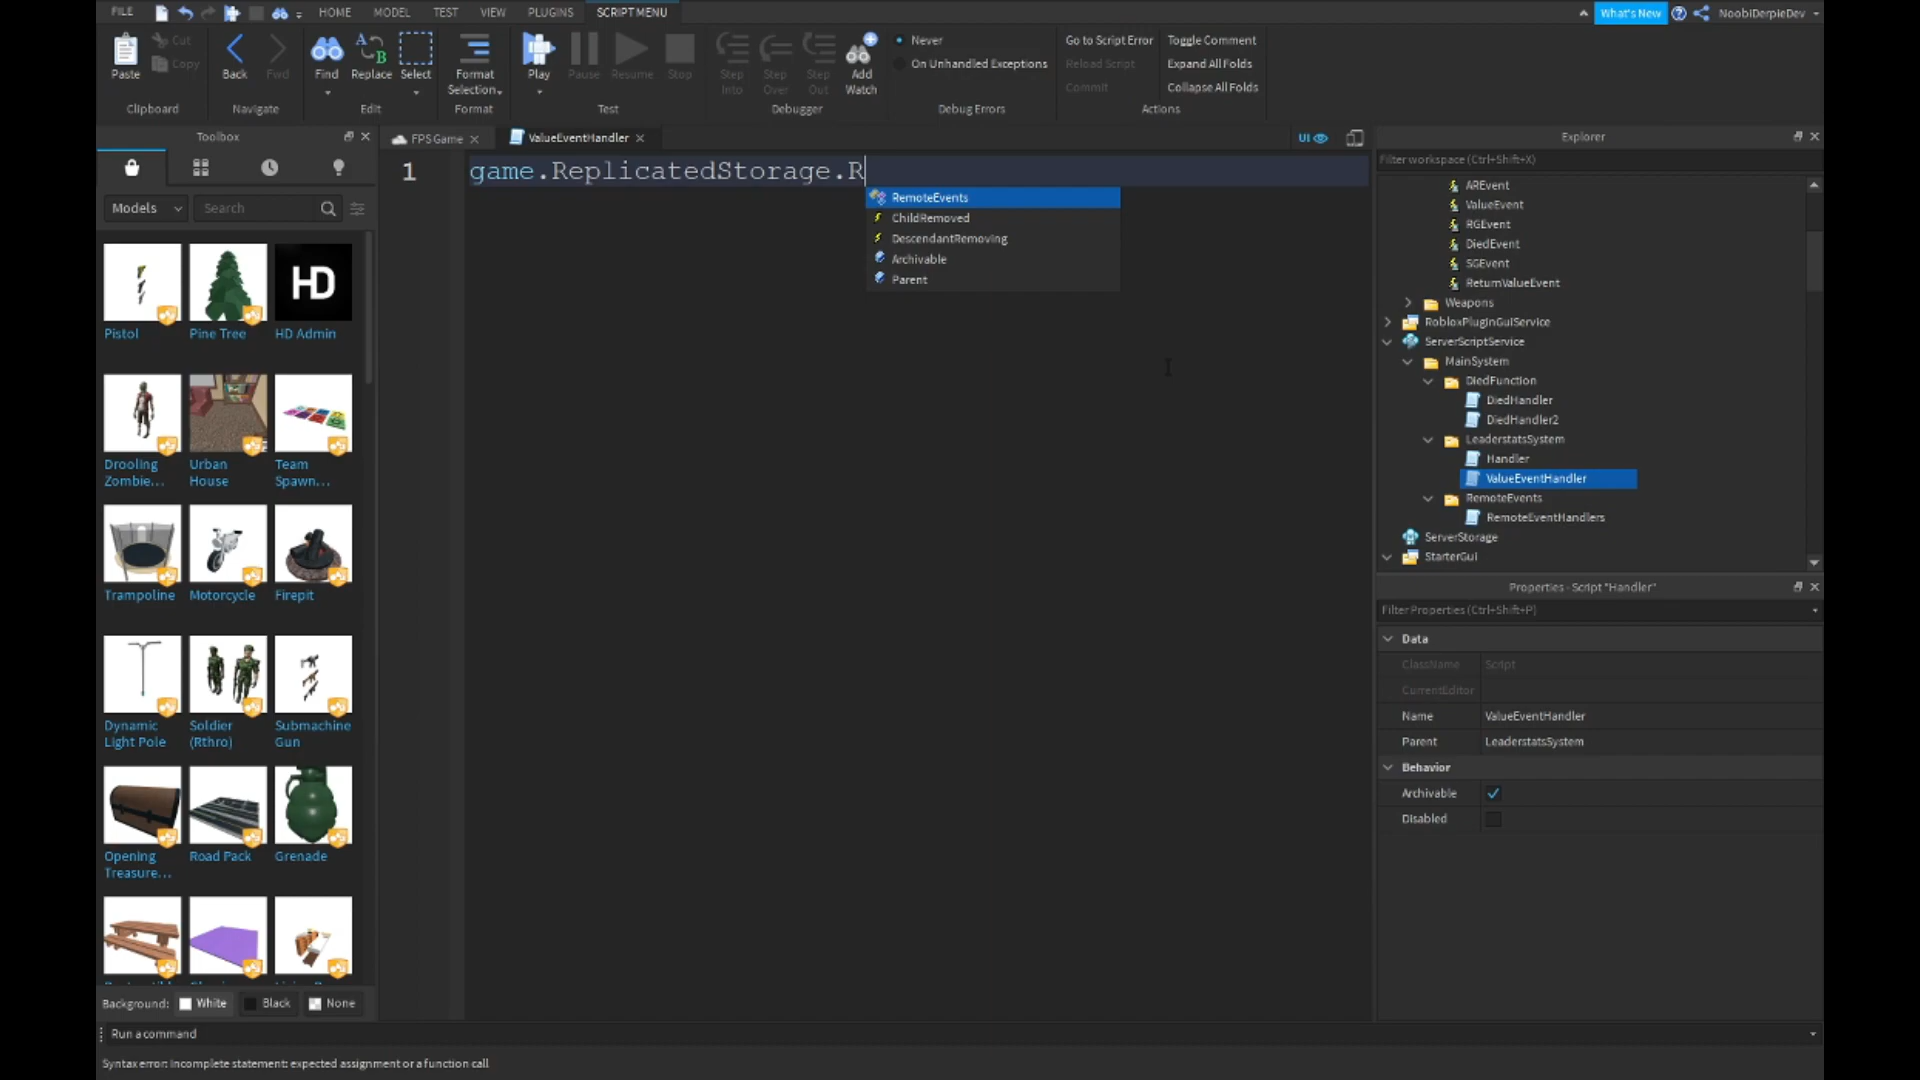 FILE
HOME
MODEL
TEST
VIEW
PLUGINS
SCRIPT MENU
What's New
NoobiDerpieDev
Paste
Cut
Copy
Clipboard
Back
Fwd
Navigate
Find
Replace
Select
Edit
Format
Selection
Format
Play
Pause
Resume
Stop
Test
Step
Into
Step
Over
Step
Out
Add
Watch
Debugger
Never
On Unhandled Exceptions
Debug Errors
Go to Script Error
Reload Script
Commit
Toggle Comment
Expand All Folds
Collapse All Folds
Actions
Toolbox
Models
Search
Pistol
Pine Tree
HD
HD Admin
Drooling
Zombie...
Urban
House
Team
Spawn...
Trampoline
Motorcycle
Firepit
Dynamic
Light Pole
Soldier
(Rthro)
Submachine
Gun
Opening
Treasure...
Road Pack
Grenade
Background:
White
Black
None
FPS Game
ValueEventHandler
UI
1
game.ReplicatedStorage.R
RemoteEvents
ChildRemoved
DescendantRemoving
Archivable
Parent
Explorer
Filter workspace (Ctrl+Shift+X)
AREvent
ValueEvent
RGEvent
DiedEvent
SGEvent
ReturnValueEvent
Weapons
RobloxPluginGuiService
ServerScriptService
MainSystem
DiedFunction
DiedHandler
DiedHandler2
LeaderstatsSystem
Handler
ValueEventHandler
RemoteEvents
RemoteEventHandlers
ServerStorage
StarterGui
Properties - Script "Handler"
Filter Properties (Ctrl+Shift+P)
Data
ClassName Script
CurrentEditor
Name ValueEventHandler
Parent LeaderstatsSystem
Behavior
Archivable
Disabled
Run a command
Syntax error: Incomplete statement: expected assignment or a function call